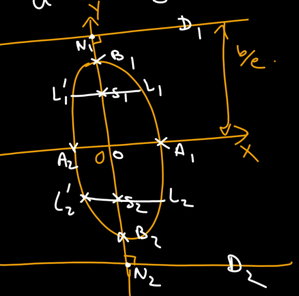 Y
D₁
N₁
B₁
b/e
L₁' S₁ L₁
A₂ O O A₁ X
L₂' S₂ L₂
B₂
N₂ D₂